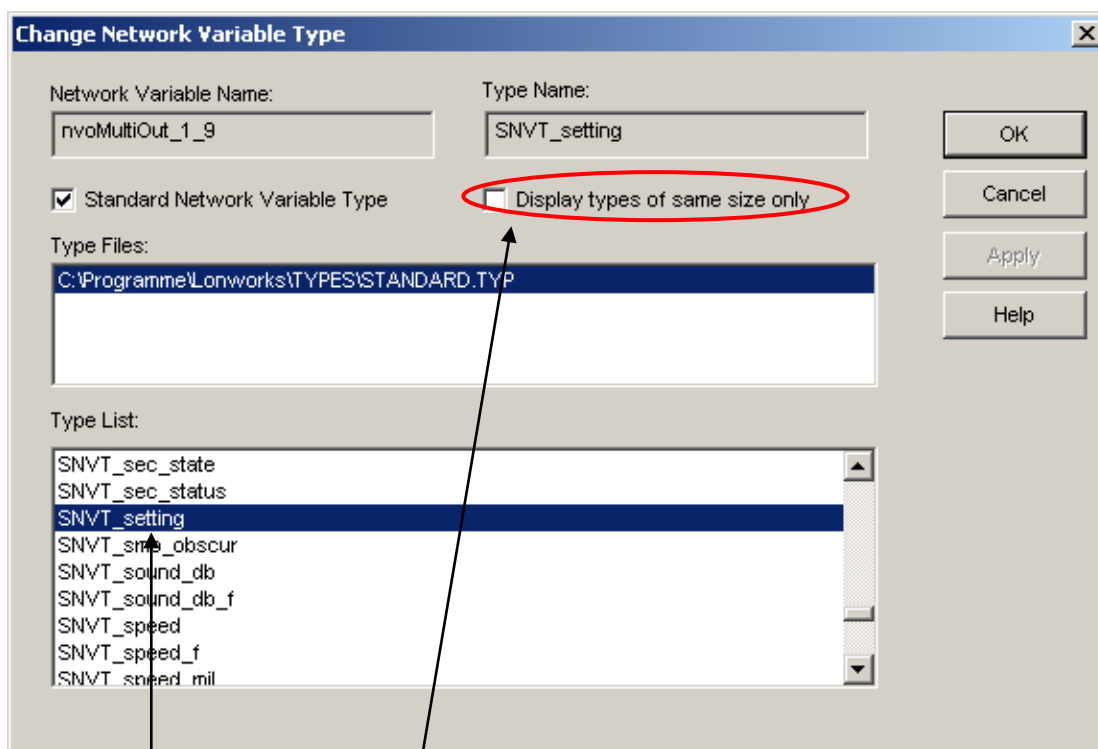 Change Network Variable Type
Network Variable Name:
Type Name:
nvoMultiOut_1_9
SNVT_setting
OK
Standard Network Variable Type
Display types of same size only
Cancel
Type Files:
Apply
C:\Programme\Lonworks\TYPES\STANDARD.TYP
Help
Type List:
SNVT_sec_state
SNVT_sec_status
SNVT_setting
SNVT_smo_obscur
SNVT_sound_db
SNVT_sound_db_f
SNVT_speed
SNVT_speed_f
SNVT_speed_mil